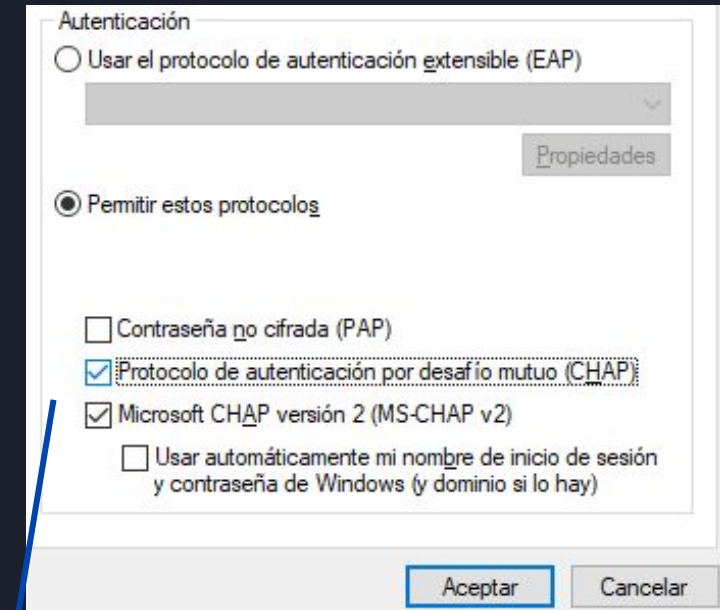 Autenticación
Usar el protocolo de autenticación extensible (EAP)
Propiedades
Permitir estos protocolos
Contraseña no cifrada (PAP)
Protocolo de autenticación por desafío mutuo (CHAP)
Microsoft CHAP versión 2 (MS-CHAP v2)
Usar automáticamente mi nombre de inicio de sesión
y contraseña de Windows (y dominio si lo hay)
Aceptar
Cancelar